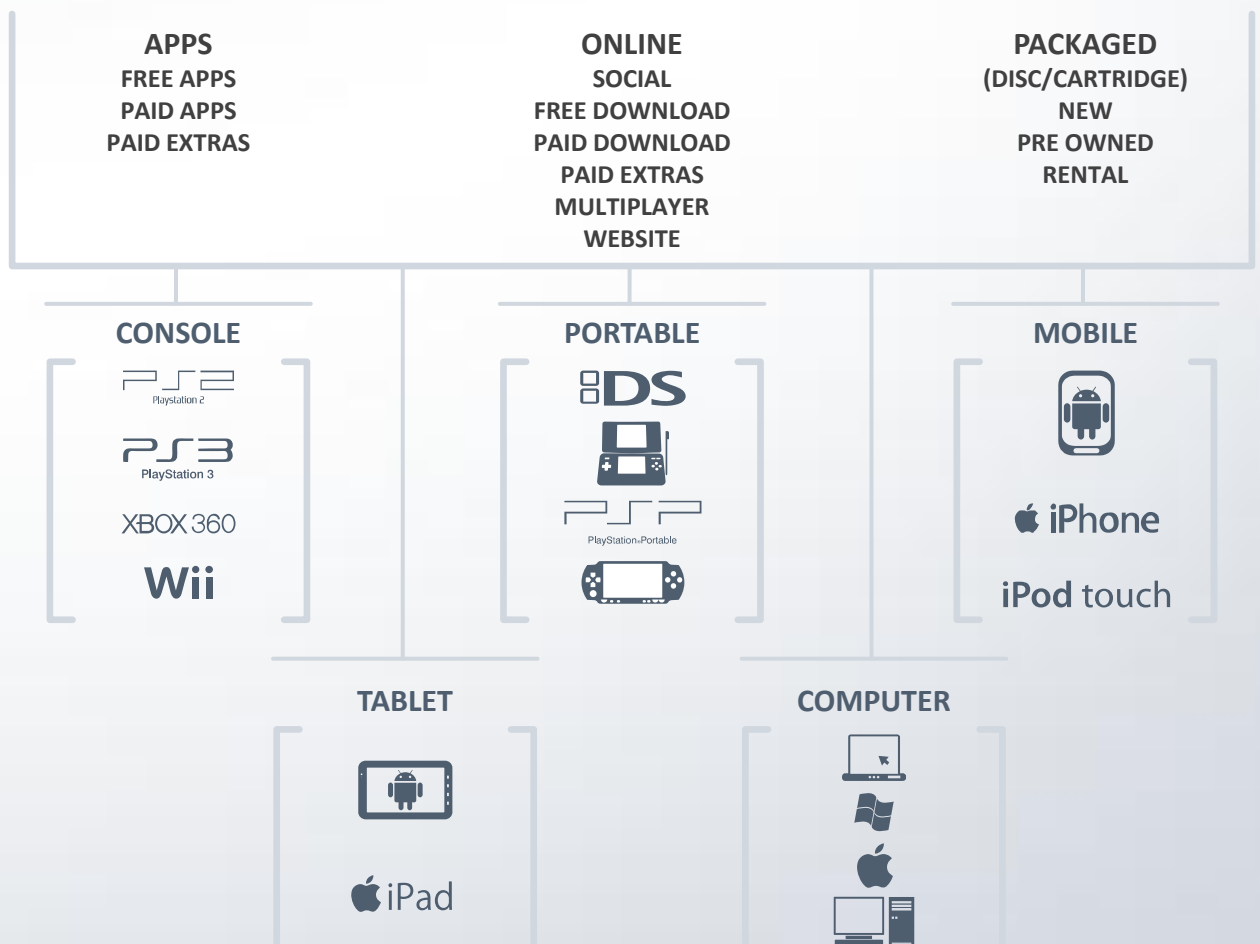 APPS
FREE APPS
PAID APPS
PAID EXTRAS
ONLINE
SOCIAL
FREE DOWNLOAD
PAID DOWNLOAD
PAID EXTRAS
MULTIPLAYER
WEBSITE
PACKAGED
(DISC/CARTRIDGE)
NEW
PRE OWNED
RENTAL
CONSOLE
PS2
Playstation 2
PS3
PlayStation 3
XBOX 360
Wii
PORTABLE
DS
PSP
PlayStation Portable
MOBILE
iPhone
iPod touch
TABLET
iPad
COMPUTER